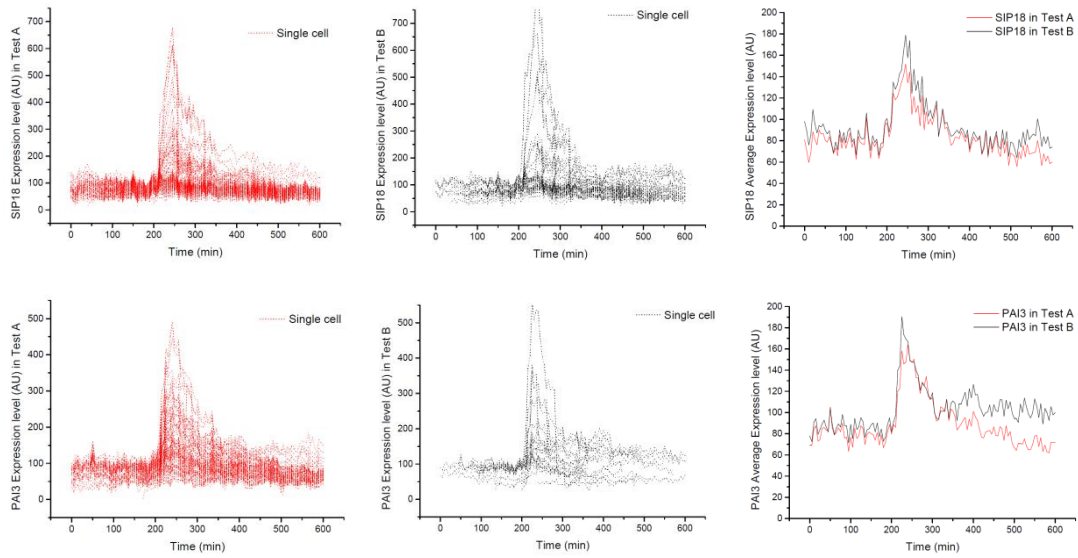 SIP18 Expression level (AU) in Test A
700
600
500
400
300
200
100
0
Single cell
0 100 200 300 400 500 600
Time (min)
SIP18 Expression level (AU) in Test B
700
600
500
400
300
200
100
0
Single cell
0 100 200 300 400 500 600
Time (min)
SIP18 Average Expression level (AU)
200
180
160
140
120
100
80
60
40
20
0
SIP18 in Test A
SIP18 in Test B
0 100 200 300 400 500 600
Time (min)
PAI3 Expression level (AU) in Test A
500
400
300
200
100
0
Single cell
0 100 200 300 400 500 600
Time (min)
PAI3 Expression level (AU) in Test B
500
400
300
200
100
0
Single cell
0 100 200 300 400 500 600
Time (min)
PAI3 Average Expression level (AU)
200
180
160
140
120
100
80
60
40
20
0
PAI3 in Test A
PAI3 in Test B
0 100 200 300 400 500 600
Time (min)